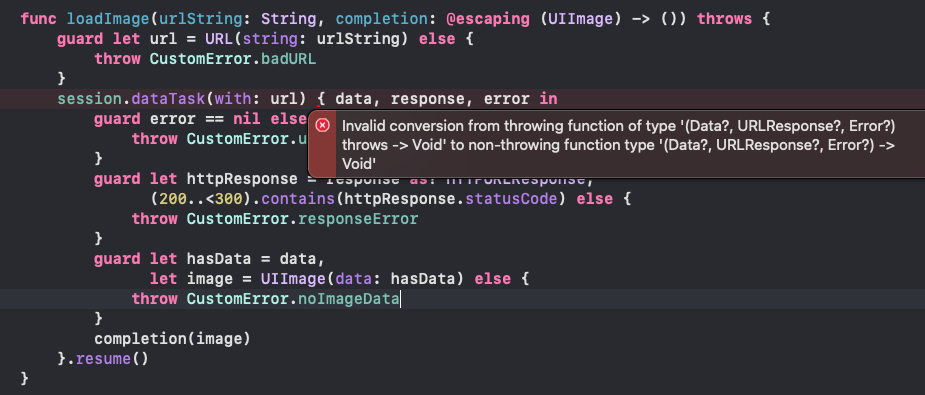 func loadImage(urlString: String, completion: @escaping (UIImage) -> ()) throws {
guard let url = URL(string: urlString) else {
throw CustomError.badURL
}
session.dataTask(with: url) { data, response, error in
guard error == nil else
throw CustomError.u
}
guard let httpResponse = response as? HTTPURLResponse,
(200..<300).contains(httpResponse.statusCode) else {
throw CustomError.responseError
}
guard let hasData = data,
let image = UIImage(data: hasData) else {
throw CustomError.noImageData
}
completion(image)
}.resume()
}
Invalid conversion from throwing function of type '(Data?, URLResponse?, Error?)
throws -> Void' to non-throwing function type '(Data?, URLResponse?, Error?) ->
Void'